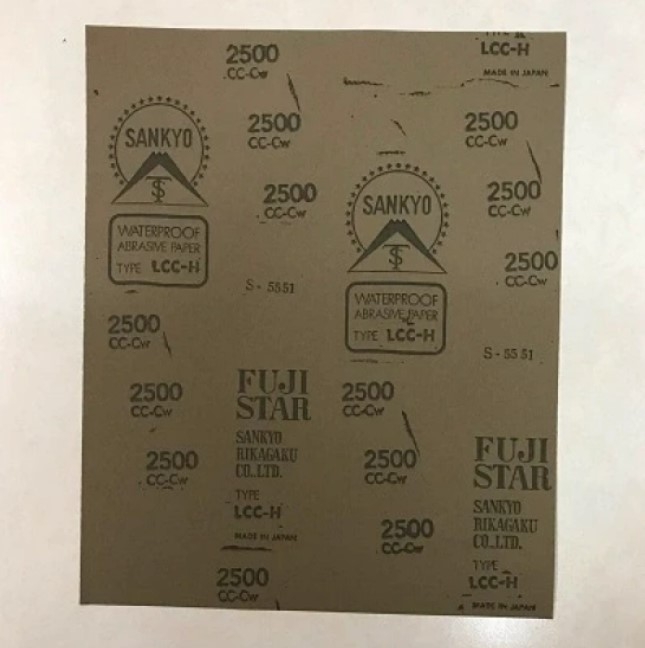 2500
CC-Cw
LCC-H
MADE IN JAPAN
SANKYO
2500
CC-Cw
2500
CC-Cw
2500
CC-Cw
SANKYO
2500
CC-Cw
WATERPROOF
ABRASIVE PAPER
TYPE LCC-H
2500
CC-Cw
S - 5551
WATERPROOF
ABRASIVE PAPER
TYPE LCC-H
2500
CC-Cw
S - 5551
FUJI
STAR
2500
CC-Cw
2500
CC-Cw
SANKYO
RIKAGAKU
CO.,LTD.
FUJI
STAR
2500
CC-Cw
2500
CC-Cw
TYPE
LCC-H
SANKYO
RIKAGAKU
CO.,LTD.
MADE IN JAPAN
2500
CC-Cw
TYPE
LCC-H
2500
CC-Cw
MADE IN JAPAN